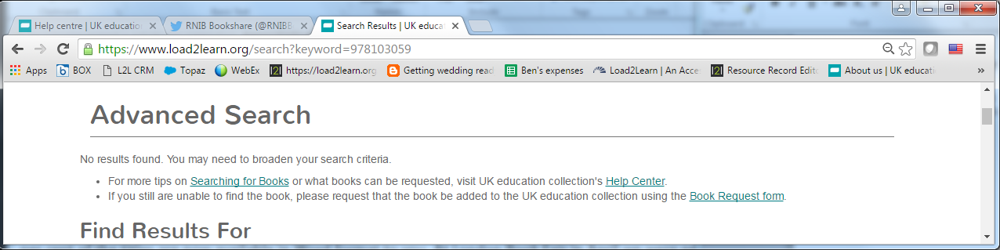 Help centre | UK education
RNIB Bookshare (@RNIBB
Search Results | UK educa
https://www.load2learn.org/search?keyword=978103059
Apps
BOX
L2L CRM
Topaz
WebEx
https://load2learn.org
Getting wedding read
Ben's expenses
Load2Learn | An Acce
Resource Record Edit
About us | UK educati
Advanced Search
No results found. You may need to broaden your search criteria.
• For more tips on Searching for Books or what books can be requested, visit UK education collection's Help Center.
• If you still are unable to find the book, please request that the book be added to the UK education collection using the Book Request form.
Find Results For